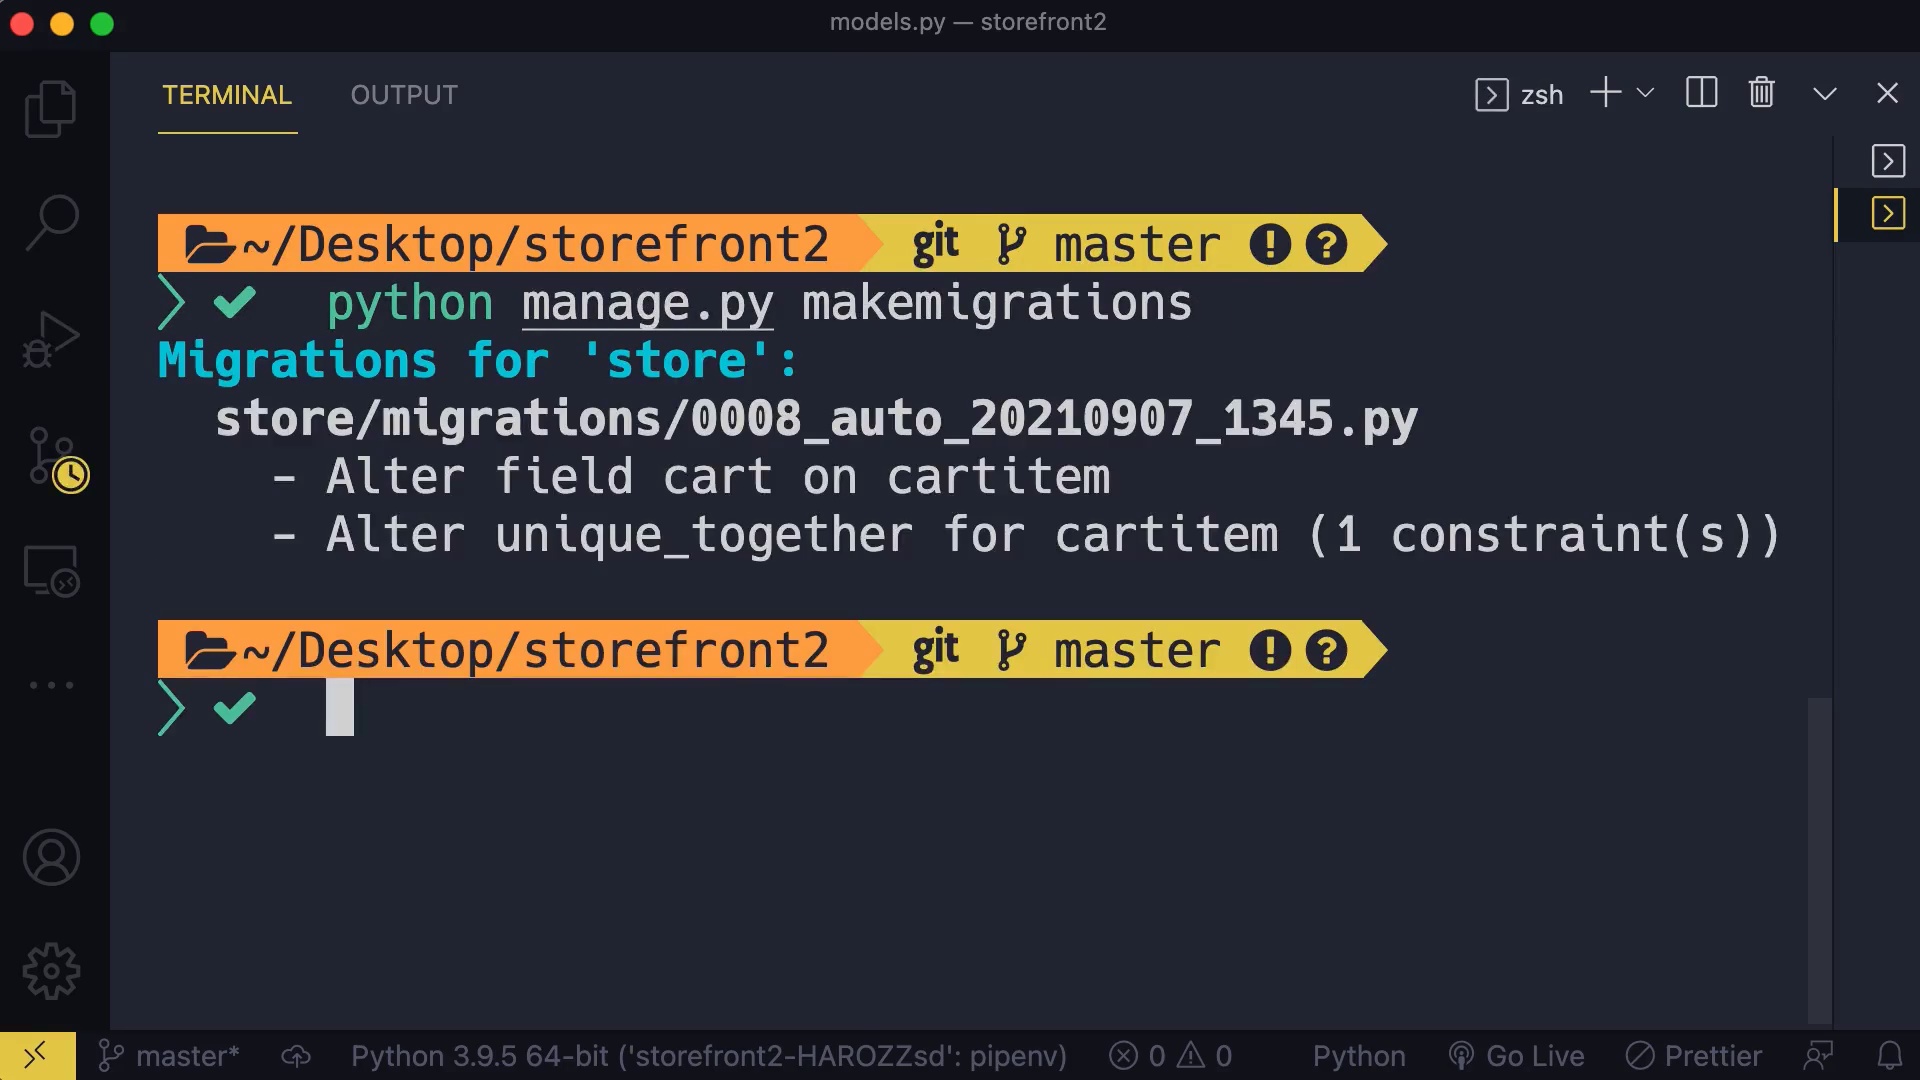 models.py — storefront2
TERMINAL OUTPUT zsh
~/Desktop/storefront2 git master
python manage.py makemigrations
Migrations for 'store':
store/migrations/0008_auto_20210907_1345.py
- Alter field cart on cartitem
- Alter unique_together for cartitem (1 constraint(s))
~/Desktop/storefront2 git master
master* Python 3.9.5 64-bit ('storefront2-HAROZZsd': pipenv) 0 0 Python Go Live Prettier